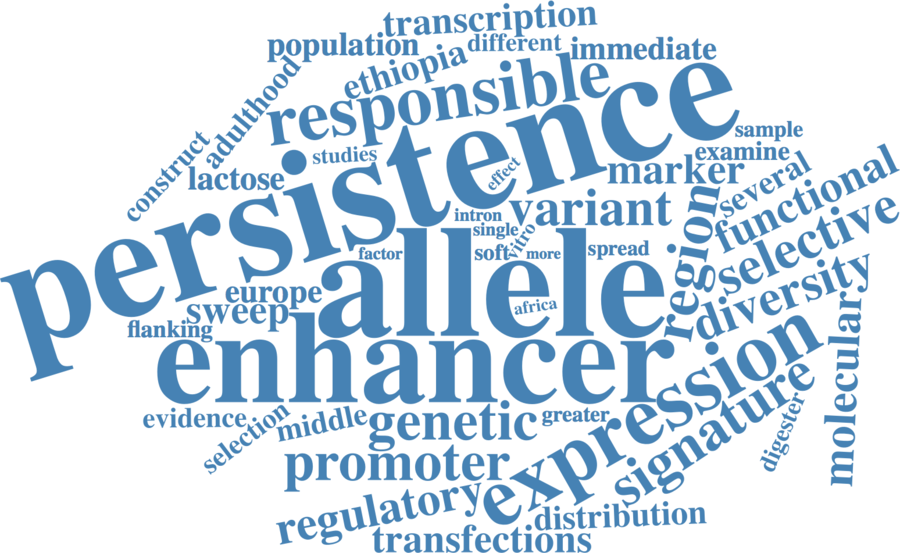 transcription
population
different
immediate
ethiopia
adulthood
responsible
persistence
sample
construct
studies
examine
lactose
effect
marker
several
functional
intron
variant
single
region
selective
vitro
factor
soft
more
spread
allele
europe
diversity
sweep
africa
flanking
molecular
enhancer
expression
evidence
selection
middle
genetic
greater
signature
digester
promoter
regulatory
distribution
transfections